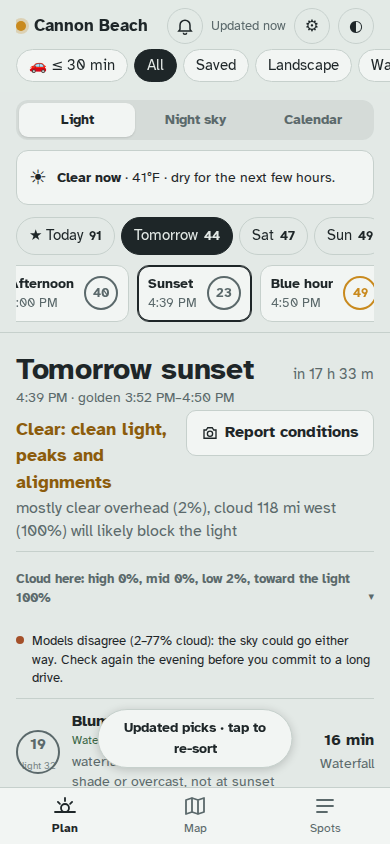 Cannon Beach
Updated now
🚗 ≤ 30 min
All
Saved
Landscape
Light
Night sky
Calendar
Clear now · 41°F · dry for the next few hours.
★ Today 91
Tomorrow 44
Sat 47
Sun 49
Afternoon
:00 PM
40
Sunset
4:39 PM
23
Blue hour
4:50 PM
49
Tomorrow sunset
in 17 h 33 m
4:39 PM · golden 3:52 PM–4:50 PM
Clear: clean light,
peaks and
alignments
Report conditions
mostly clear overhead (2%), cloud 118 mi west
(100%) will likely block the light
Cloud here: high 0%, mid 0%, low 2%, toward the light
100%
▾
Models disagree (2–77% cloud): the sky could go either
way. Check again the evening before you commit to a long
drive.
19
light 32
16 min
Waterfall
shade or overcast, not at sunset
Updated picks · tap to
re-sort
Plan
Map
Spots